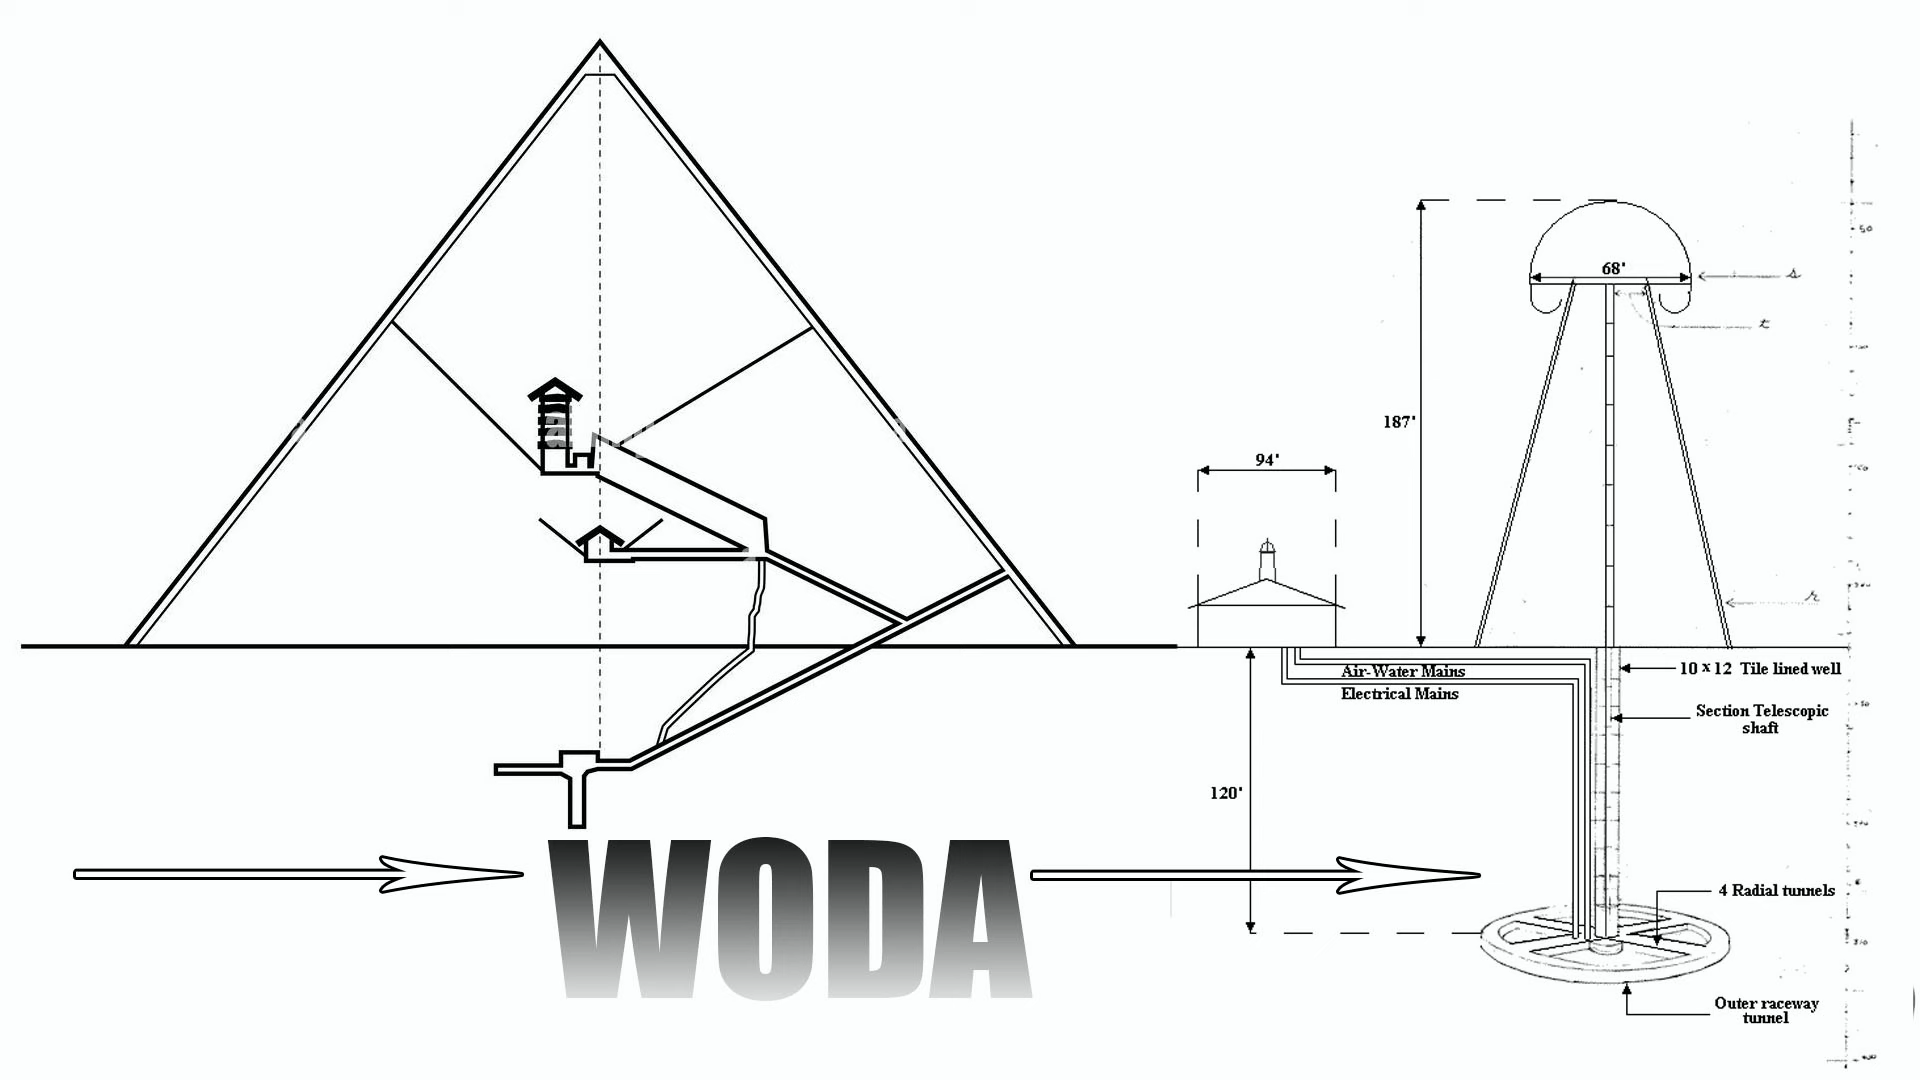 68'
s
t
187'
94'
r
Air-Water Mains
Electrical Mains
10 x 12 Tile lined well
Section Telescopic
shaft
120'
WODA
4 Radial tunnels
Outer raceway
tunnel
50